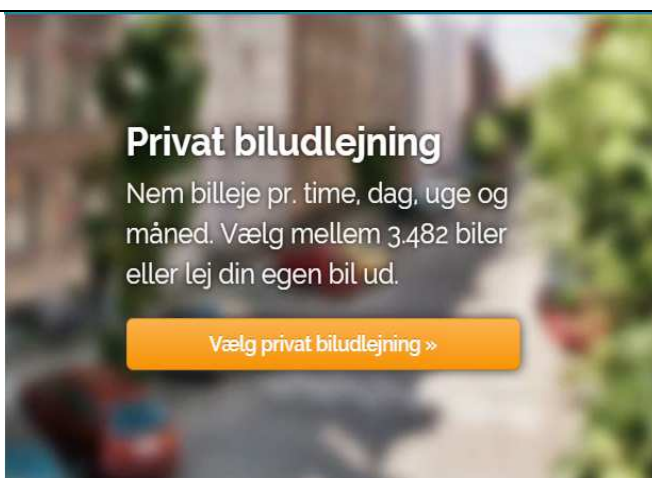 Privat biludlejning
Nem billeje pr. time, dag, uge og
måned. Vælg mellem 3.482 biler
eller lej din egen bil ud.
Vælg privat biludlejning »